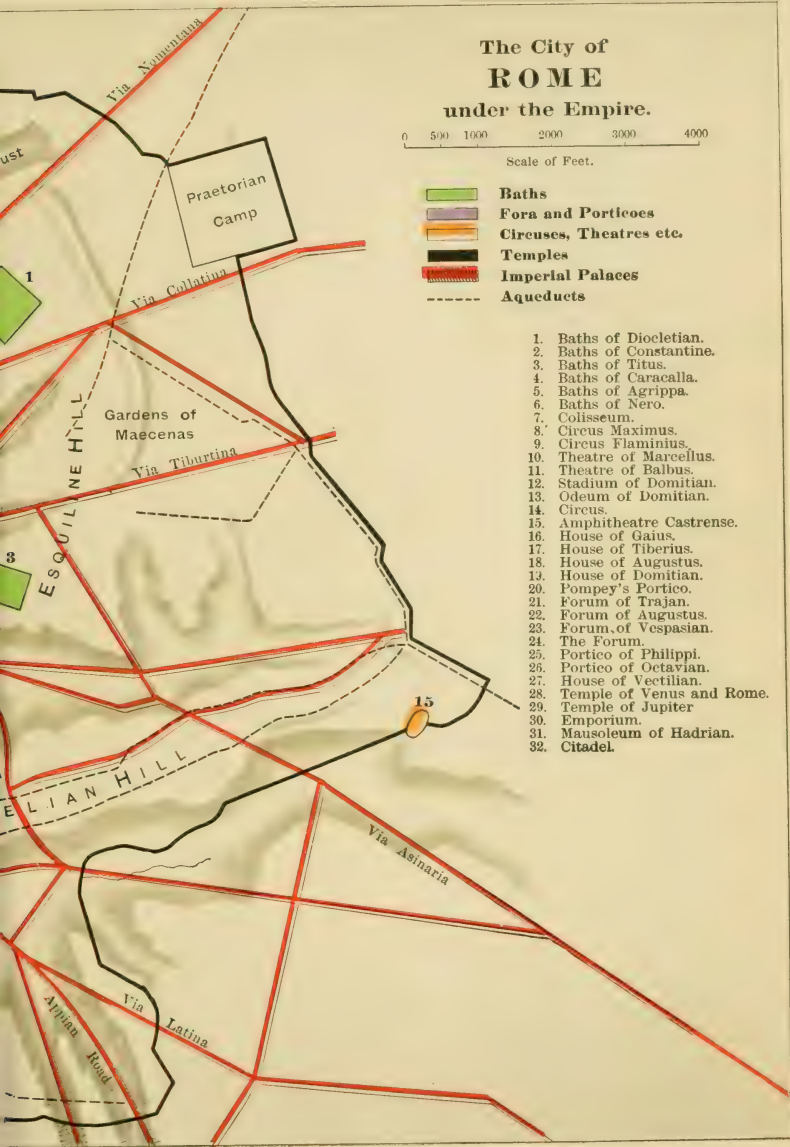 The City of
ROME
under the Empire.
0 500 1000 2000 3000 4000
Scale of Feet.
Baths
Fora and Porticoes
Circuses, Theatres etc.
Temples
Imperial Palaces
Aqueducts
1. Baths of Diocletian.
2. Baths of Constantine.
3. Baths of Titus.
4. Baths of Caracalla.
5. Baths of Agrippa.
6. Baths of Nero.
7. Colisseum.
8. Circus Maximus.
9. Circus Flaminius.
10. Theatre of Marcellus.
11. Theatre of Balbus.
12. Stadium of Domitian.
13. Odeum of Domitian.
14. Circus.
15. Amphitheatre Castrense.
16. House of Gaius.
17. House of Tiberius.
18. House of Augustus.
19. House of Domitian.
20. Pompey's Portico.
21. Forum of Trajan.
22. Forum of Augustus.
23. Forum of Vespasian.
24. The Forum.
25. Portico of Philippi.
26. Portico of Octavian.
27. House of Vectilian.
28. Temple of Venus and Rome.
29. Temple of Jupiter
30. Emporium.
31. Mausoleum of Hadrian.
32. Citadel.
Via Nomentana
ust
Praetorian
Camp
1
Via Collatina
Gardens of
Maecenas
Via Tiburtina
ESQUILINE HILL
3
15
ELIAN HILL
Via Asinaria
Via Latina
Appian Road